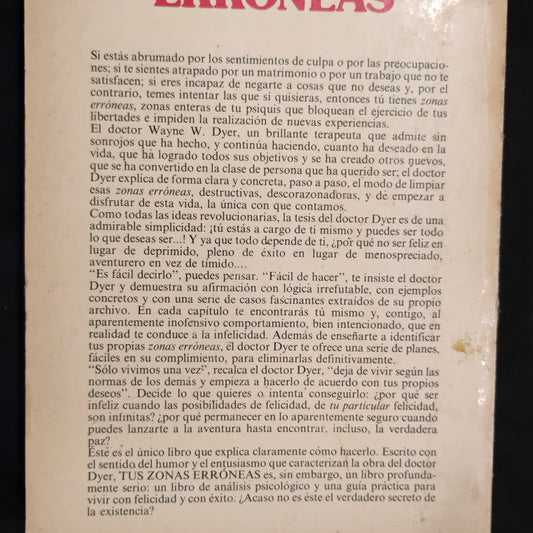 ERRÓNEAS
Si estás abrumado por los sentimientos de culpa o por las preocupacio-
nes; si te sientes atrapado por un matrimonio o por un trabajo que no te
satisfacen; si eres incapaz de negarte a cosas que no deseas y, por el
contrario, temes intentar las que sí quisieras, entonces tú tienes zonas
erróneas, zonas enteras de tu psiquis que bloquean el ejercicio de tus
libertades e impiden la realización de nuevas experiencias.
El doctor Wayne W. Dyer, un brillante terapeuta que admite sin
sonrojos que ha hecho, y continúa haciendo, cuanto ha deseado en la
vida, que ha logrado todos sus objetivos y se ha creado otros nuevos,
que se ha convertido en la clase de persona que ha querido ser; el doctor
Dyer explica de forma clara y concreta, paso a paso, el modo de limpiar
esas zonas erróneas, destructivas, descorazonadoras, y de empezar a
disfrutar de esta vida, la única con que contamos.
Como todas las ideas revolucionarias, la tesis del doctor Dyer es de una
admirable simplicidad: ¡tú estás a cargo de ti mismo y puedes ser todo
lo que deseas ser...! Y ya que todo depende de ti, ¿por qué no ser feliz en
lugar de deprimido, pleno de éxito en lugar de menospreciado,
aventurero en vez de tímido....
"Es fácil decirlo", puedes pensar. "Fácil de hacer", te insiste el doctor
Dyer y demuestra su afirmación con lógica irrefutable, con ejemplos
concretos y con una serie de casos fascinantes extraídos de su propio
archivo. En cada capítulo te encontrarás tú mismo y, contigo, al
aparentemente inofensivo comportamiento, bien intencionado, que en
realidad te conduce a la infelicidad. Además de enseñarte a identificar
tus propias zonas erróneas, el doctor Dyer te ofrece una serie de planes,
fáciles en su complimiento, para eliminarlas definitivamente.
"Sólo vivimos una vez", recalca el doctor Dyer, "deja de vivir según las
normas de los demás y empieza a hacerlo de acuerdo con tus propios
deseos". Decide lo que quieres o intenta conseguirlo: ¿por qué ser
infeliz cuando las posibilidades de felicidad, de tu particular felicidad,
son infinitas? ¿por qué permanecer en lo aparentemente seguro cuando
puedes lanzarte a la aventura hasta encontrar, incluso, la verdadera
paz?
Éste es el único libro que explica claramente cómo hacerlo. Escrito con
el sentido del humor y el entusiasmo que caracterizan la obra del doctor
Dyer, TUS ZONAS ERRÓNEAS es, sin embargo, un libro profunda-
mente serio: un libro de análisis psicológico y una guía práctica para
vivir con felicidad y con éxito. ¿Acaso no es éste el verdadero secreto de
la existencia?